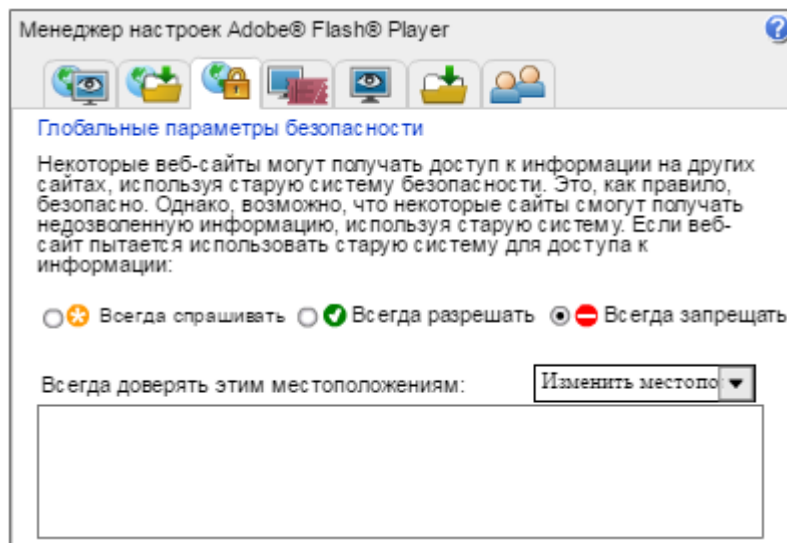 Менеджер настроек Adobe® Flash® Player
Глобальные параметры безопасности
Некоторые веб-сайты могут получать доступ к информации на других
сайтах, используя старую систему безопасности. Это, как правило,
безопасно. Однако, возможно, что некоторые сайты смогут получать
недозволенную информацию, используя старую систему. Если веб-
сайт пытается использовать старую систему для доступа к
информации:
Всегда спрашивать Всегда разрешать Всегда запрещать
Всегда доверять этим местоположениям: Изменить местопо